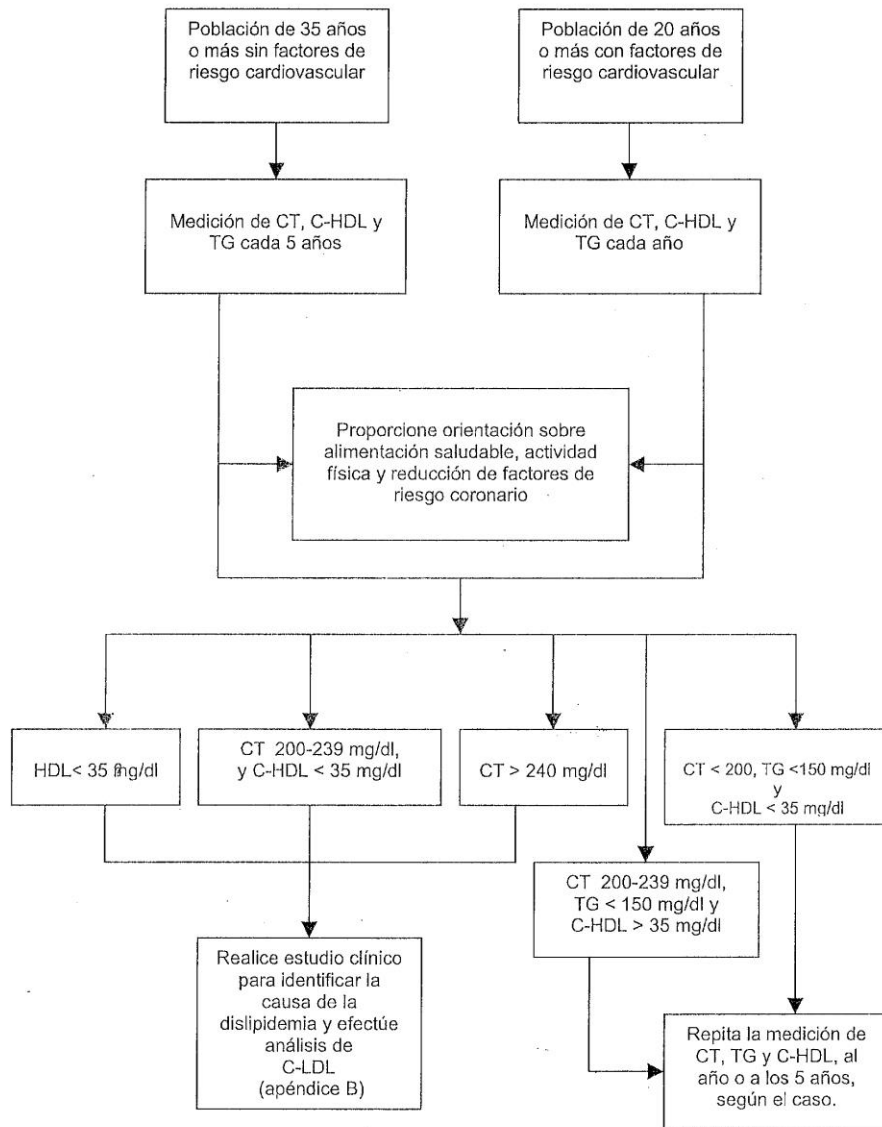 Población de 35 años
o más sin factores de
riesgo cardiovascular
Población de 20 años
o más con factores de
riesgo cardiovascular
Medición de CT, C-HDL y
TG cada 5 años
Medición de CT, C-HDL y
TG cada año
Proporcione orientación sobre
alimentación saludable, actividad
física y reducción de factores de
riesgo coronario
HDL< 35 mg/dl
CT 200-239 mg/dl,
y C-HDL < 35 mg/dl
CT > 240 mg/dl
CT < 200, TG <150 mg/dl
y
C-HDL < 35 mg/dl
CT 200-239 mg/dl,
TG < 150 mg/dl y
C-HDL > 35 mg/dl
Realice estudio clínico
para identificar la
causa de la
dislipidemia y efectúe
análisis de
C-LDL
(apéndice B)
Repita la medición de
CT, TG y C-HDL, al
año o a los 5 años,
según el caso.